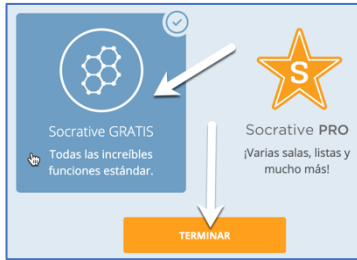 S
Socrative GRATIS
Todas las increíbles
funciones estándar.
Socrative PRO
¡Varias salas, listas y
mucho más!
TERMINAR